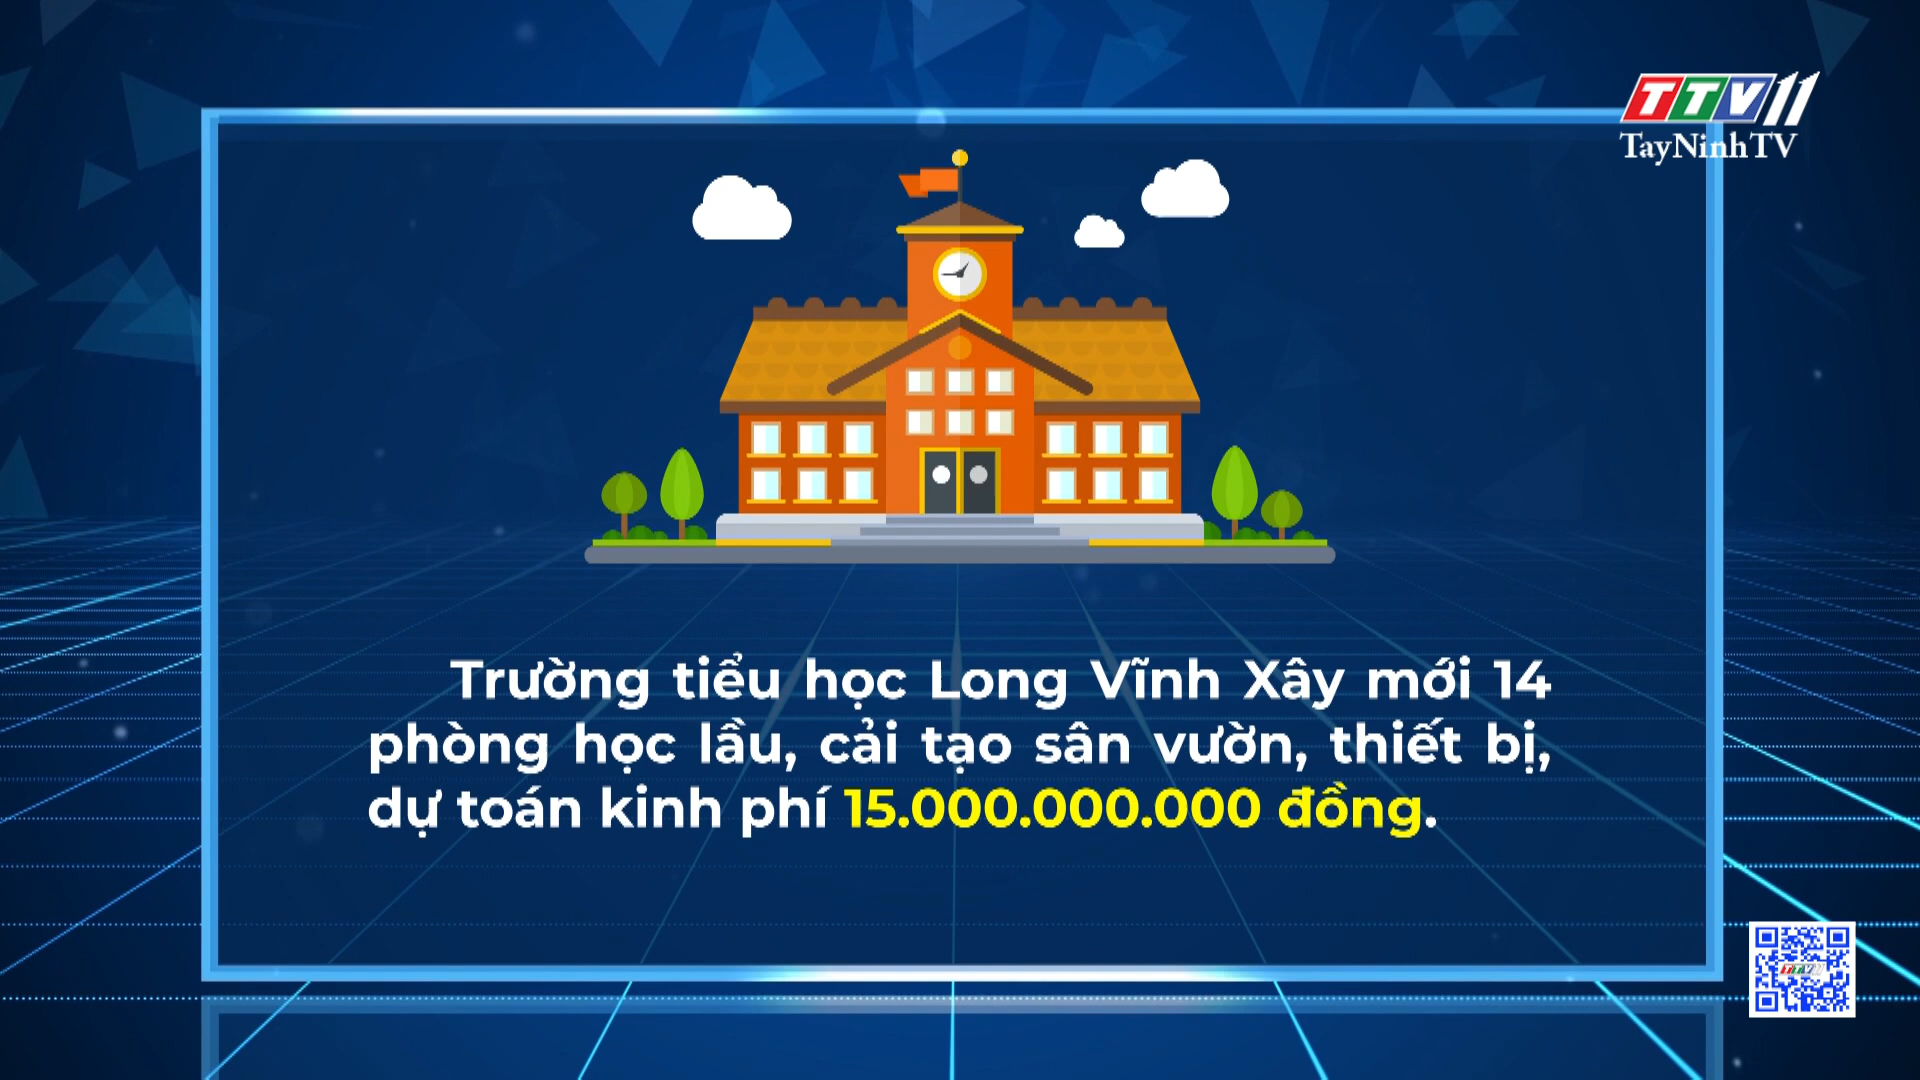 TTV11
TayNinhTV
Trường tiểu học Long Vĩnh Xây mới 14
phòng học lầu, cải tạo sân vườn, thiết bị,
dự toán kinh phí 15.000.000.000 đồng.
TTV11